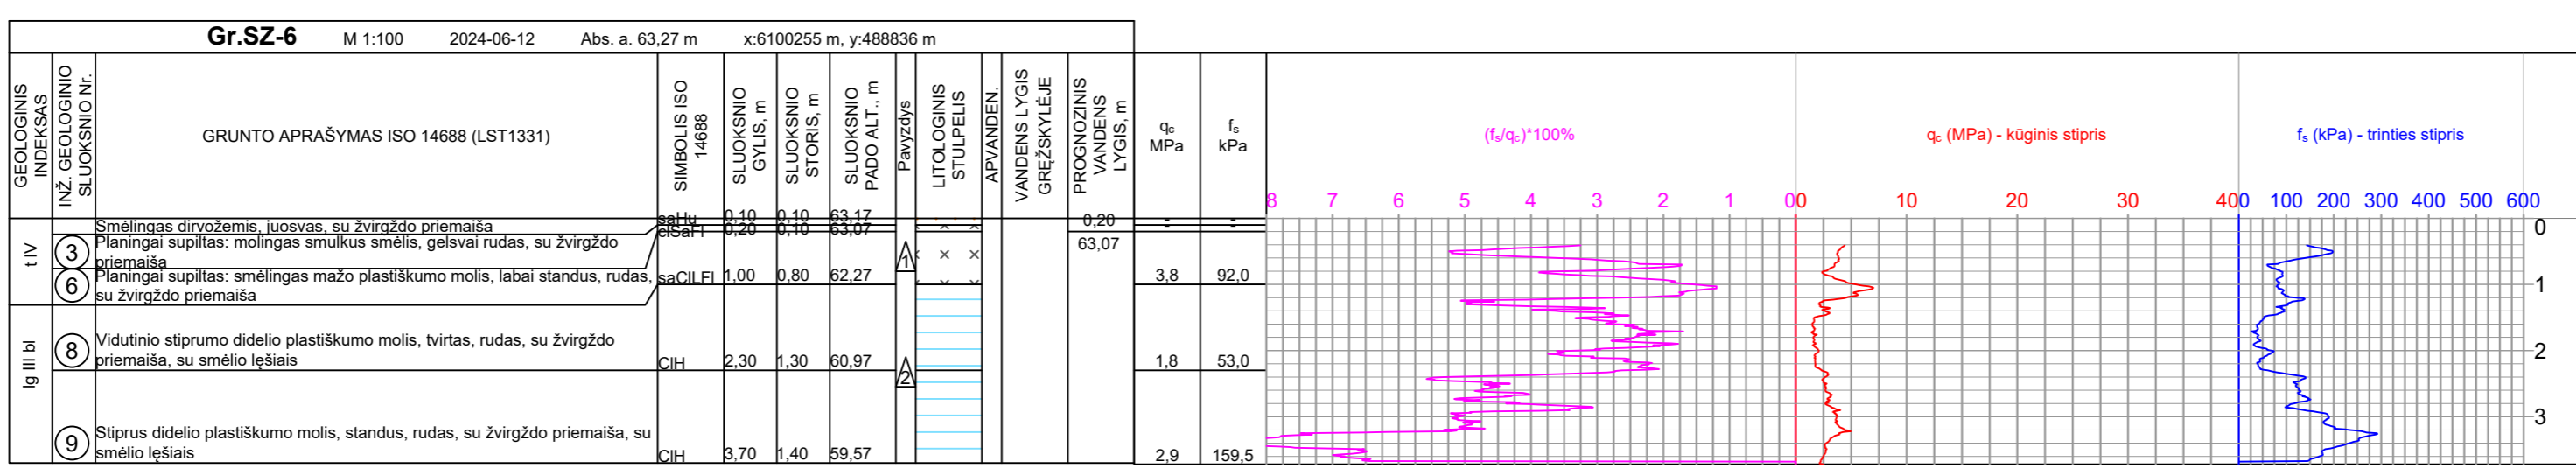 Gr.SZ-6 M 1:100 2024-06-12 Abs. a. 63,27 m x:6100255 m, y:488836 m
GEOLOGINIS
INDEKSAS
INŽ. GEOLOGINIO
SLUOKSNIO Nr.
GRUNTO APRAŠYMAS ISO 14688 (LST1331)
SIMBOLIS ISO
14688
SLUOKSNIO
GYLIS, m
SLUOKSNIO
STORIS, m
SLUOKSNIO
PADO ALT., m
Pavyzdys
LITOLOGINIS
STULPELIS
APVANDEN.
VANDENS LYGIS
GRĘŽSKYLĖJE
PROGNOZINIS
VANDENS
LYGIS, m
qc
MPa
fs
kPa
(fs/qc)*100%
qc (MPa) - kūginis stipris
fs (kPa) - trinties stipris
8 7 6 5 4 3 2 1 0
0 10 20 30 40
0 100 200 300 400 500 600
t IV
Smėlingas dirvožemis, juosvas, su žvirgždo priemaiša
saHu 0,10 0,10 63,17 0,20 - -
3
Planingai supiltas: molingas smulkus smėlis, gelsvai rudas, su žvirgždo
priemaiša
clSaFI 0,20 0,10 63,07 63,07 - -
6
Planingai supiltas: smėlingas mažo plastiškumo molis, labai standus, rudas,
su žvirgždo priemaiša
saClLFI 1,00 0,80 62,27 1 3,8 92,0
lg III bl
8
Vidutinio stiprumo didelio plastiškumo molis, tvirtas, rudas, su žvirgždo
priemaiša, su smėlio lęšiais
ClH 2,30 1,30 60,97 2 1,8 53,0
9
Stiprus didelio plastiškumo molis, standus, rudas, su žvirgždo priemaiša, su
smėlio lęšiais
ClH 3,70 1,40 59,57 2,9 159,5
0
1
2
3